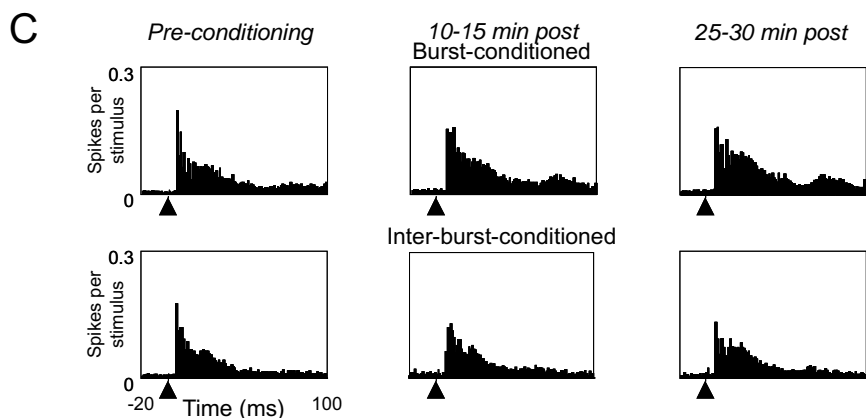 C
Pre-conditioning
10-15 min post
25-30 min post
Burst-conditioned
0.3
Spikes per
stimulus
0
Inter-burst-conditioned
0.3
Spikes per
stimulus
0
-20 Time (ms) 100